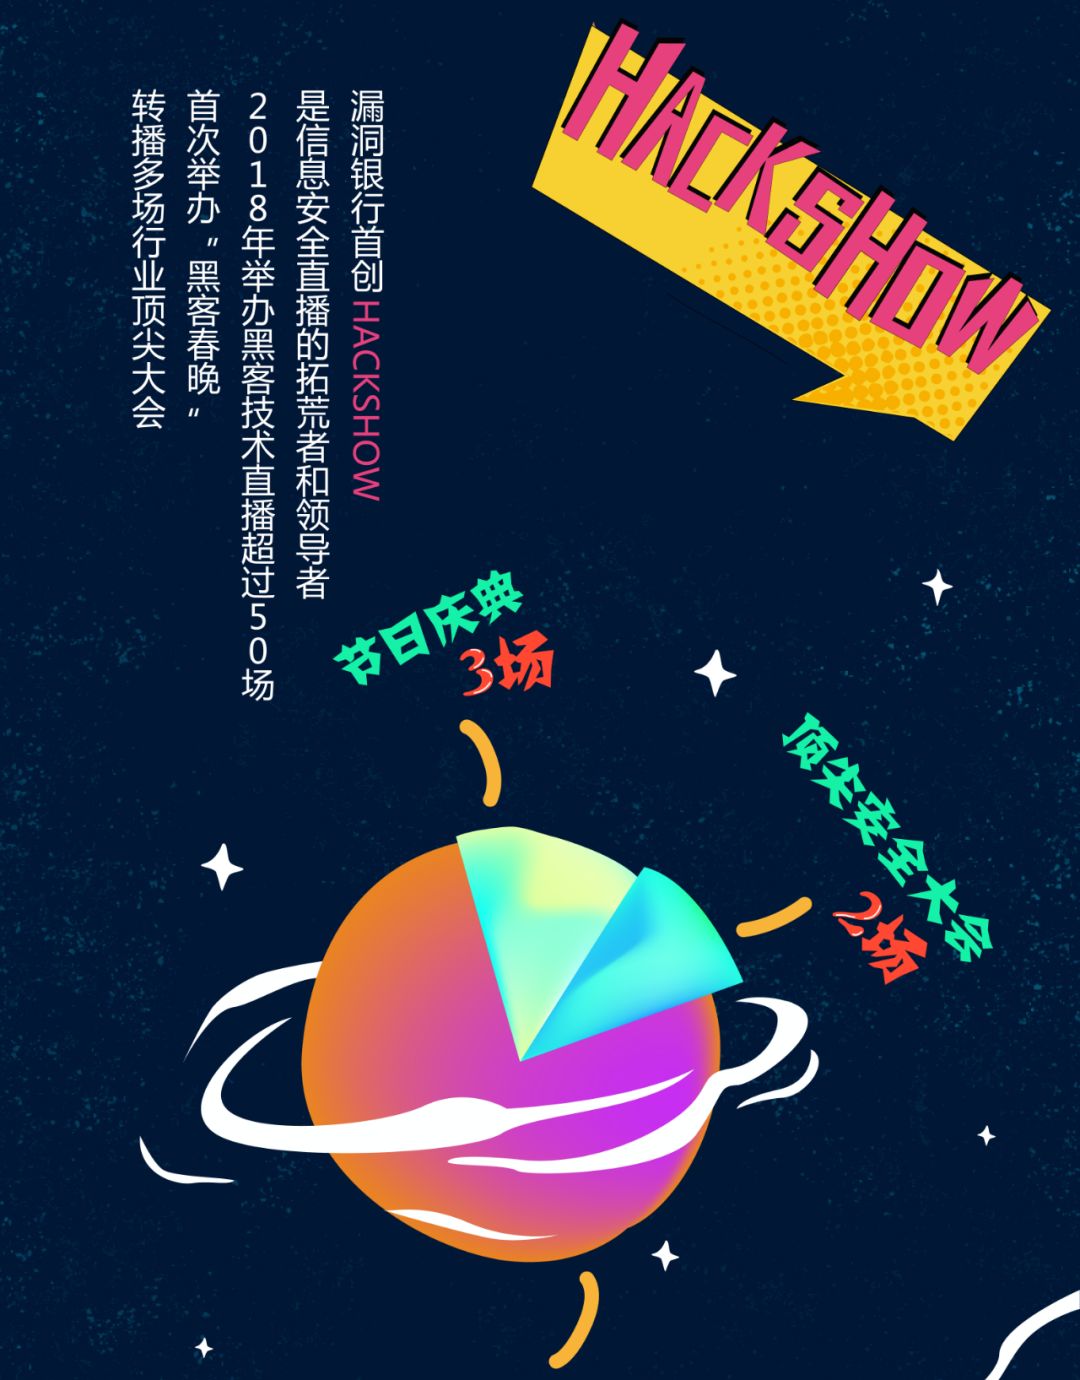 HACKSHOW
漏洞银行首创 HACKSHOW
是信息安全直播的拓荒者和领导者
2018年举办黑客技术直播超过50场
首次举办“黑客春晚“
转播多场行业顶尖大会
节日庆典
3场
顶尖安全大会
2场